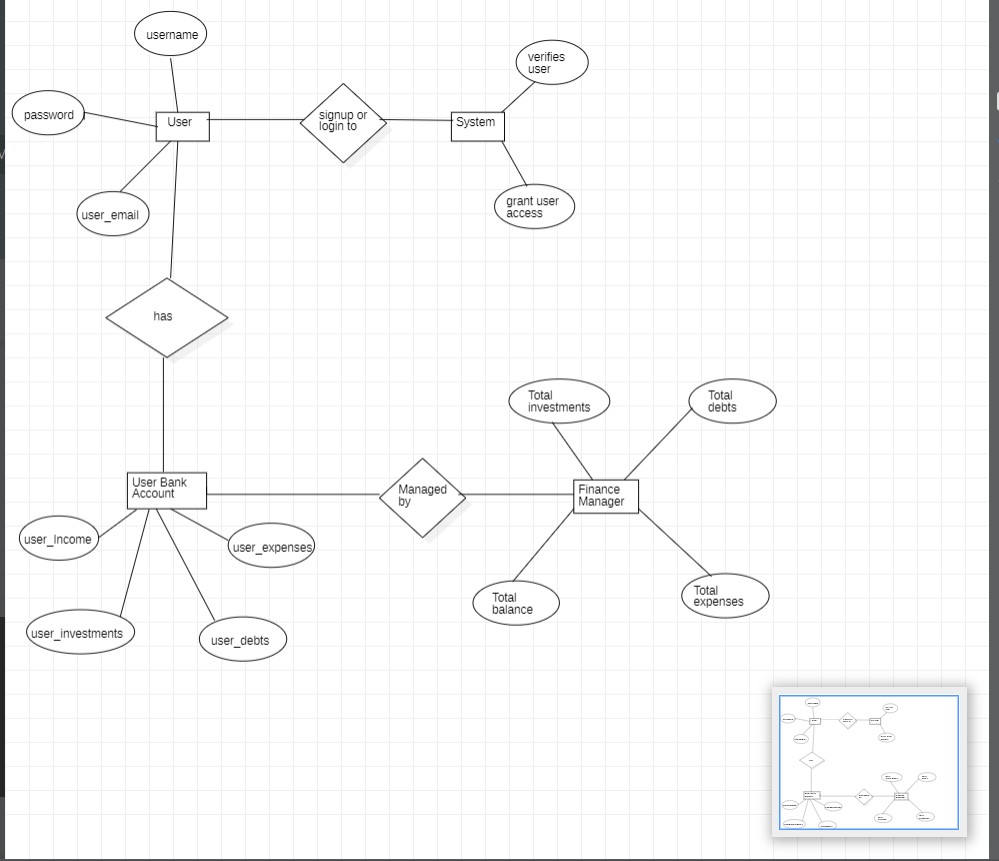 username
verifies
user
password
User
signup or
login to
System
user_email
grant user
access
has
Total
investments
Total
debts
User Bank
Account
Managed
by
Finance
Manager
user_Income
user_expenses
Total
balance
Total
expenses
user_investments
user_debts